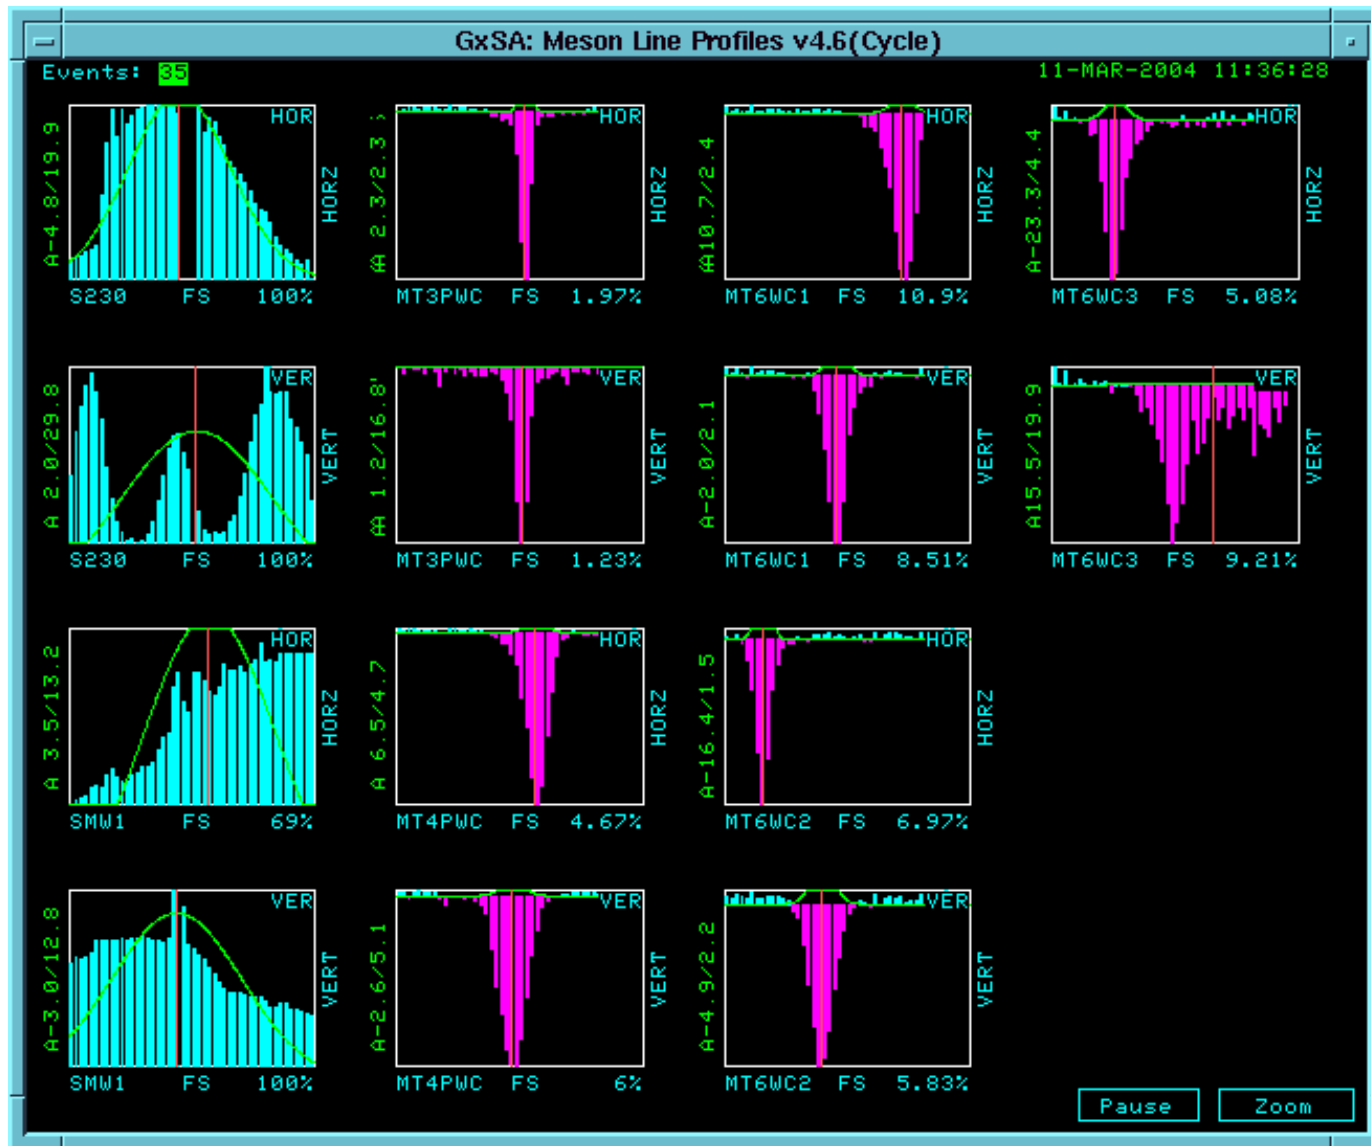 GxSA: Meson Line Profiles v4.6(Cycle)
Events: 35
11-MAR-2004 11:36:28
A-4.8/19.9
HOR
HORZ
S230 FS 100%
2.3/2.3
HOR
HORZ
MT3PWC FS 1.97%
10.7/2.4
HOR
HORZ
MT6WC1 FS 10.9%
A-23.3/4.4
HOR
HORZ
MT6WC3 FS 5.08%
A 2.0/29.8
VER
VERT
S230 FS 100%
1.2/16.8
VER
VERT
MT3PWC FS 1.23%
A-2.0/2.1
VER
VERT
MT6WC1 FS 8.51%
A15.5/19.9
VER
VERT
MT6WC3 FS 9.21%
A 3.5/13.2
HOR
HORZ
SMW1 FS 69%
A 6.5/4.7
HOR
HORZ
MT4PWC FS 4.67%
A-16.4/1.5
HOR
HORZ
MT6WC2 FS 6.97%
A-3.0/12.8
VER
VERT
SMW1 FS 100%
A-2.6/5.1
VER
VERT
MT4PWC FS 6%
A-4.9/2.2
VER
VERT
MT6WC2 FS 5.83%
Pause
Zoom